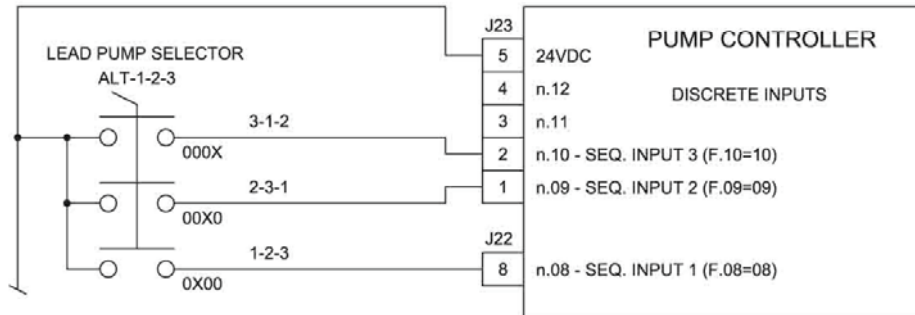 J23
PUMP CONTROLLER
LEAD PUMP SELECTOR
5 24VDC
ALT-1-2-3
4 n.12
DISCRETE INPUTS
3-1-2
3 n.11
000X
2 n.10 - SEQ. INPUT 3 (F.10=10)
2-3-1
1 n.09 - SEQ. INPUT 2 (F.09=09)
00X0
J22
1-2-3
8 n.08 - SEQ. INPUT 1 (F.08=08)
0X00